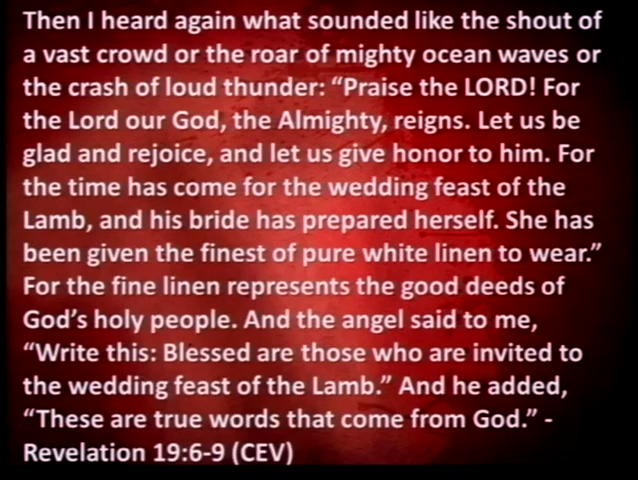 Then I heard again what sounded like the shout of
a vast crowd or the roar of mighty ocean waves or
the crash of loud thunder: “Praise the LORD! For
the Lord our God, the Almighty, reigns. Let us be
glad and rejoice, and let us give honor to him. For
the time has come for the wedding feast of the
Lamb, and his bride has prepared herself. She has
been given the finest of pure white linen to wear.”
For the fine linen represents the good deeds of
God’s holy people. And the angel said to me,
“Write this: Blessed are those who are invited to
the wedding feast of the Lamb.” And he added,
“These are true words that come from God.” -
Revelation 19:6-9 (CEV)